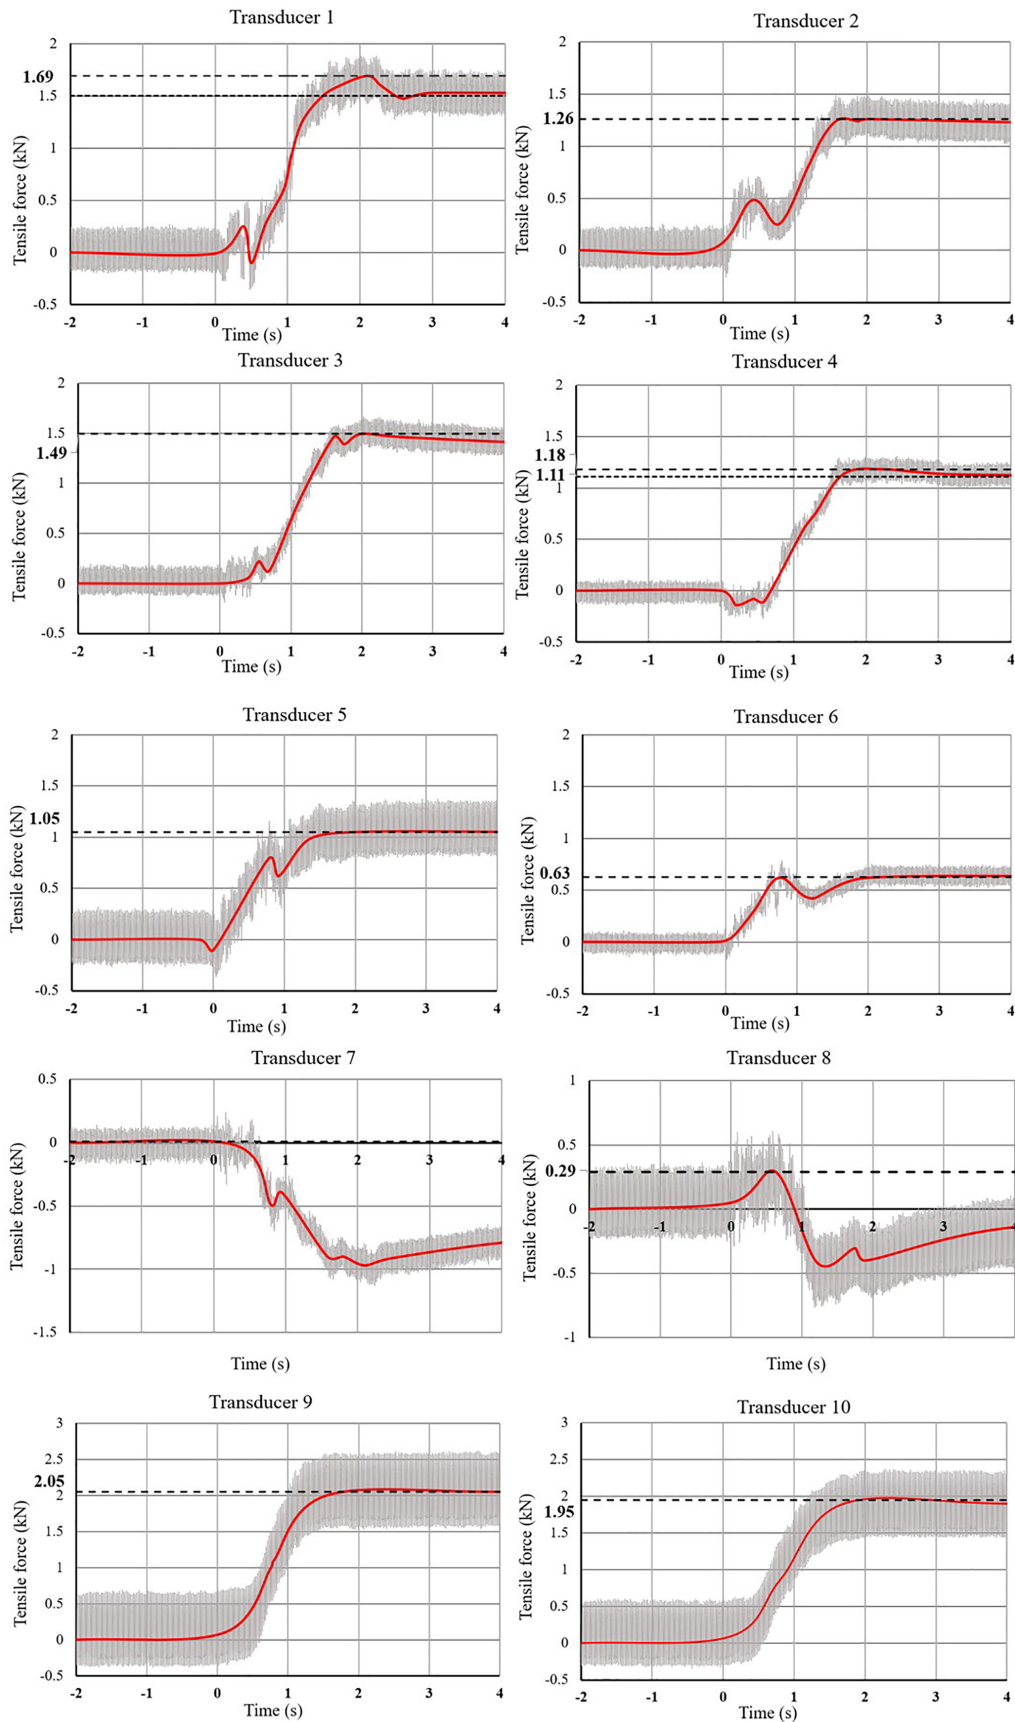 Transducer 1
2
1.69
1.5
1
0.5
0
-0.5
Tensile force (kN)
-2 -1 0 1 2 3 4
Time (s)
Transducer 2
2
1.5
1.26
1
0.5
0
-0.5
Tensile force (kN)
-2 -1 0 1 2 3 4
Time (s)
Transducer 3
2
1.5
1.49
1
0.5
0
-0.5
Tensile force (kN)
-2 -1 0 1 2 3 4
Time (s)
Transducer 4
2
1.5
1.18
1.11
1
0.5
0
-0.5
Tensile force (kN)
-2 -1 0 1 2 3 4
Time (s)
Transducer 5
2
1.5
1.05
1
0.5
0
-0.5
Tensile force (kN)
-2 -1 0 1 2 3 4
Time (s)
Transducer 6
2
1.5
1
0.63
0.5
0
-0.5
Tensile force (kN)
-2 -1 0 1 2 3 4
Time (s)
Transducer 7
0.5
0
-2 -1 0 1 2 3 4
-0.5
-1
-1.5
Tensile force (kN)
Time (s)
Transducer 8
1
0.5
0.29
0
-2 -1 0 1 2 3 4
-0.5
-1
Tensile force (kN)
Time (s)
Transducer 9
3
2.5
2.05
2
1.5
1
0.5
0
-0.5
Tensile force (kN)
-2 -1 0 1 2 3 4
Time (s)
Transducer 10
3
2.5
2
1.95
1.5
1
0.5
0
-0.5
Tensile force (kN)
-2 -1 0 1 2 3 4
Time (s)